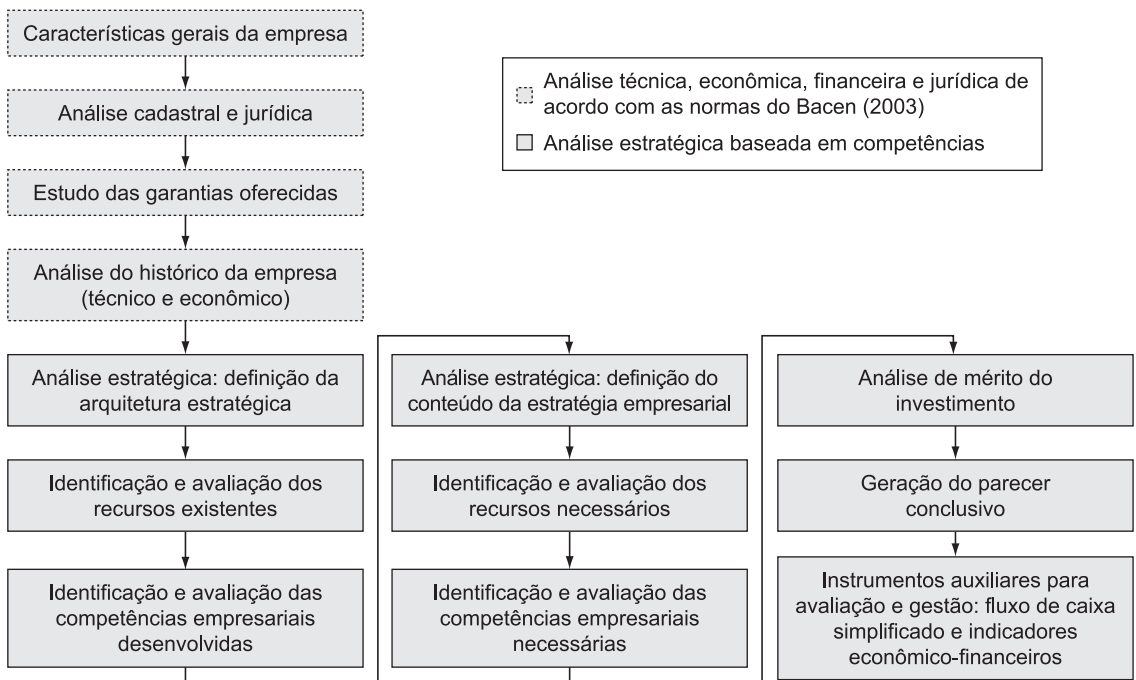 Características gerais da empresa
Análise cadastral e jurídica
Estudo das garantias oferecidas
Análise do histórico da empresa
(técnico e econômico)
Análise estratégica: definição da
arquitetura estratégica
Identificação e avaliação dos
recursos existentes
Identificação e avaliação das
competências empresariais
desenvolvidas
Análise técnica, econômica, financeira e jurídica de
acordo com as normas do Bacen (2003)
Análise estratégica baseada em competências
Análise estratégica: definição do
conteúdo da estratégia empresarial
Identificação e avaliação dos
recursos necessários
Identificação e avaliação das
competências empresariais
necessárias
Análise de mérito do
investimento
Geração do parecer
conclusivo
Instrumentos auxiliares para
avaliação e gestão: fluxo de caixa
simplificado e indicadores
econômico-financeiros